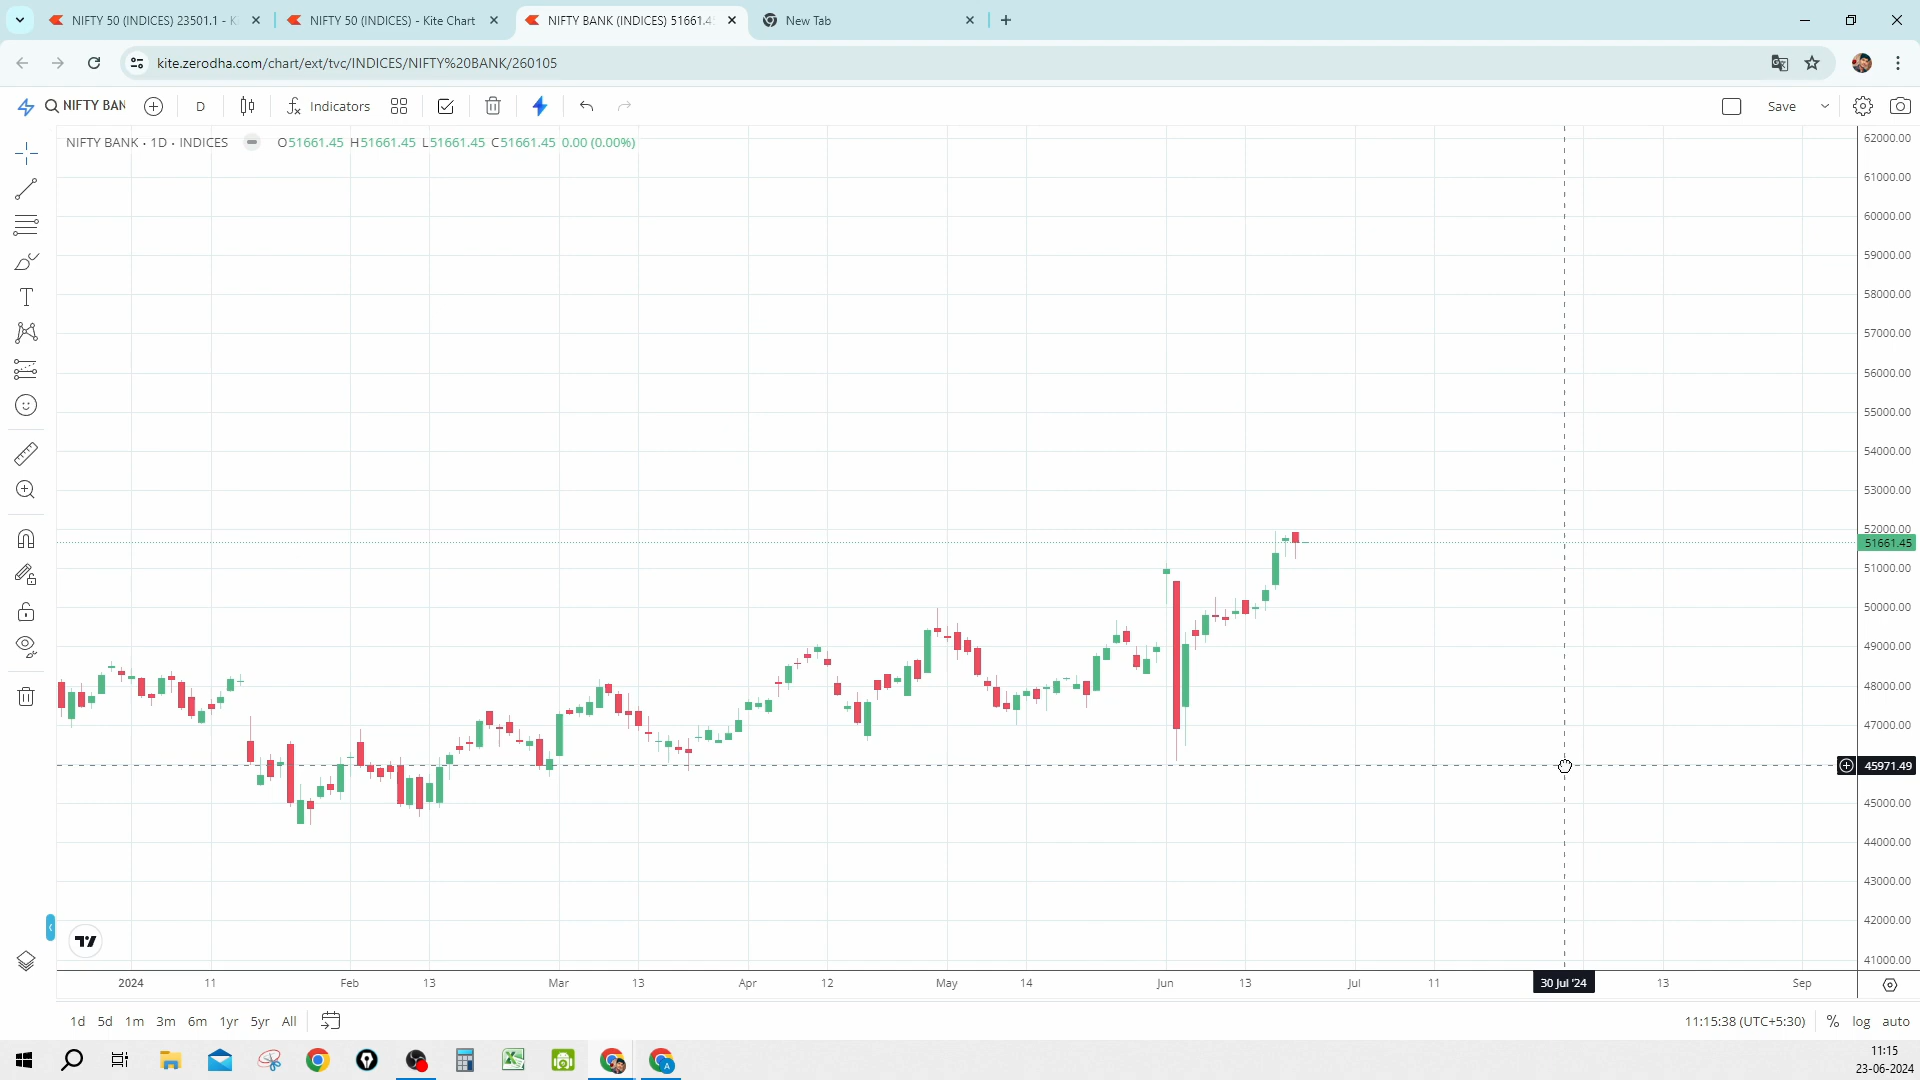 NIFTY 50 (INDICES) 23501.1 - K
NIFTY 50 (INDICES) - Kite Chart
NIFTY BANK (INDICES) 51661.4
New Tab
kite.zerodha.com/chart/ext/tvc/INDICES/NIFTY%20BANK/260105
NIFTY BAN
D
Indicators
Save
NIFTY BANK · 1D · INDICES
O51661.45 H51661.45 L51661.45 C51661.45 0.00 (0.00%)
62000.00
61000.00
60000.00
59000.00
58000.00
57000.00
56000.00
55000.00
54000.00
53000.00
52000.00
51661.45
51000.00
50000.00
49000.00
48000.00
47000.00
45971.49
45000.00
44000.00
43000.00
42000.00
41000.00
2024 11 Feb 13 Mar 13 Apr 12 May 14 Jun 13 Jul 11 30 Jul '24 13 Sep
1d 5d 1m 3m 6m 1yr 5yr All
11:15:38 (UTC+5:30) % log auto
11:15
23-06-2024